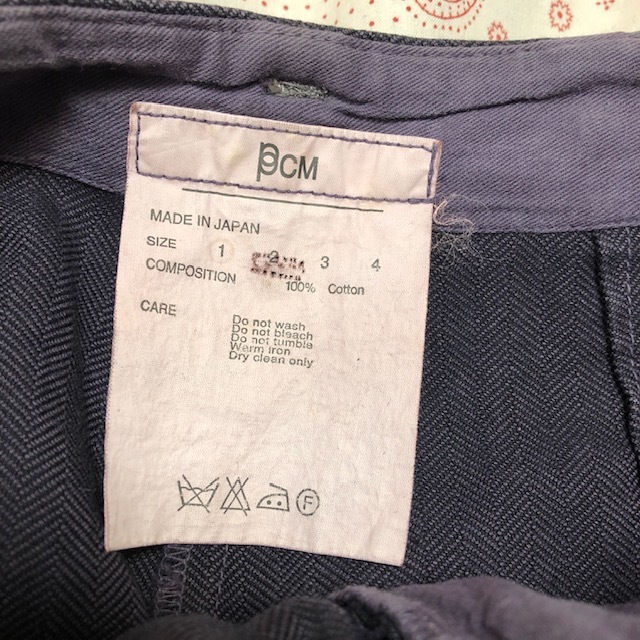 PCM
MADE IN JAPAN
SIZE 1 2 3 4
COMPOSITION 100% Cotton
CARE
Do not wash
Do not bleach
Do not tumble
Warm iron
Dry clean only
F